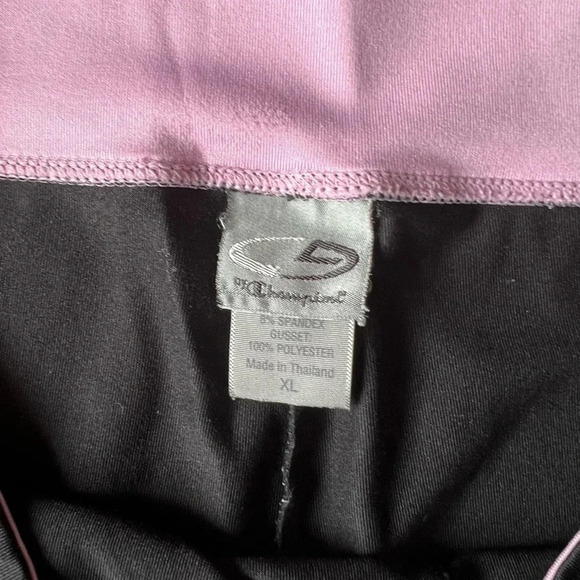 by Champion
8% SPANDEX
GUSSET:
100% POLYESTER
Made in Thailand
XL